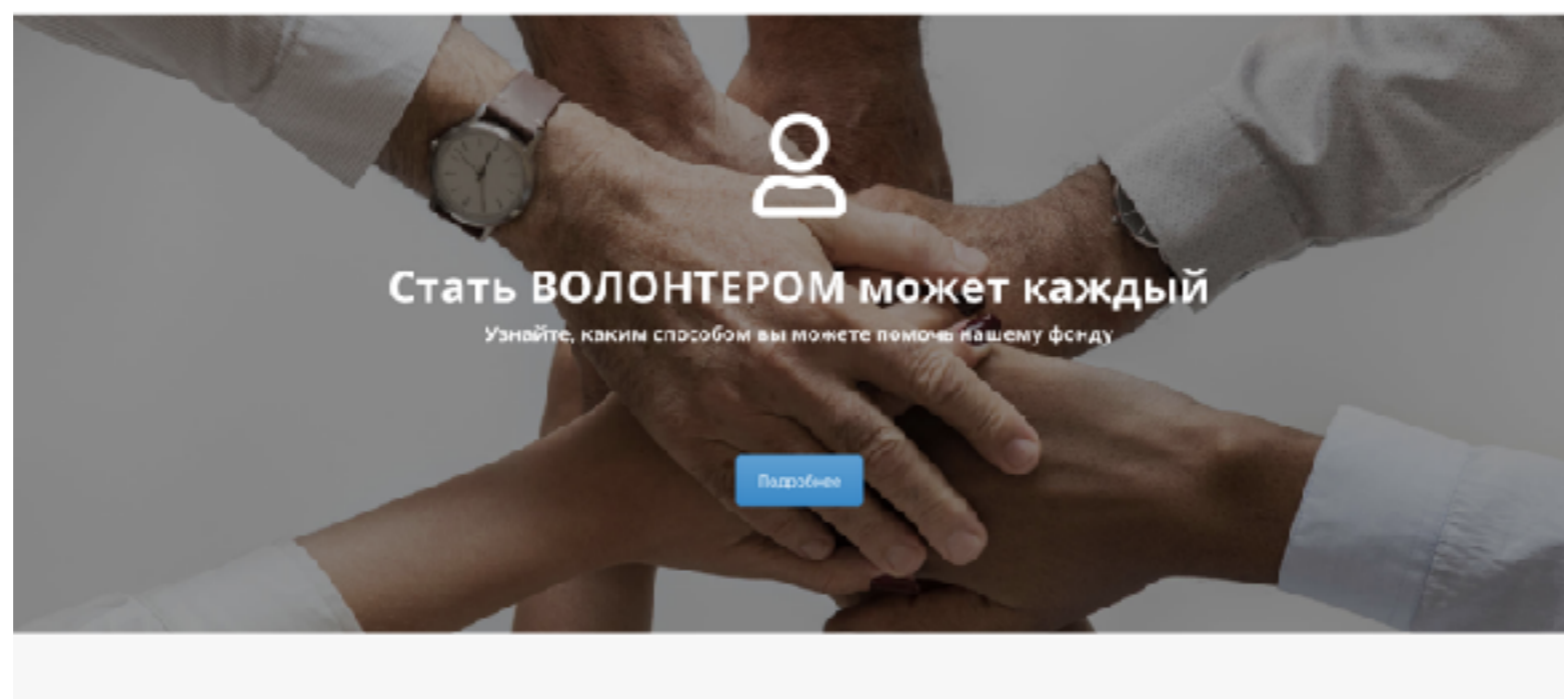 Стать ВОЛОНТЕРОМ может каждый
Узнайте, каким способом вы можете помочь нашему фонду
Подробнее